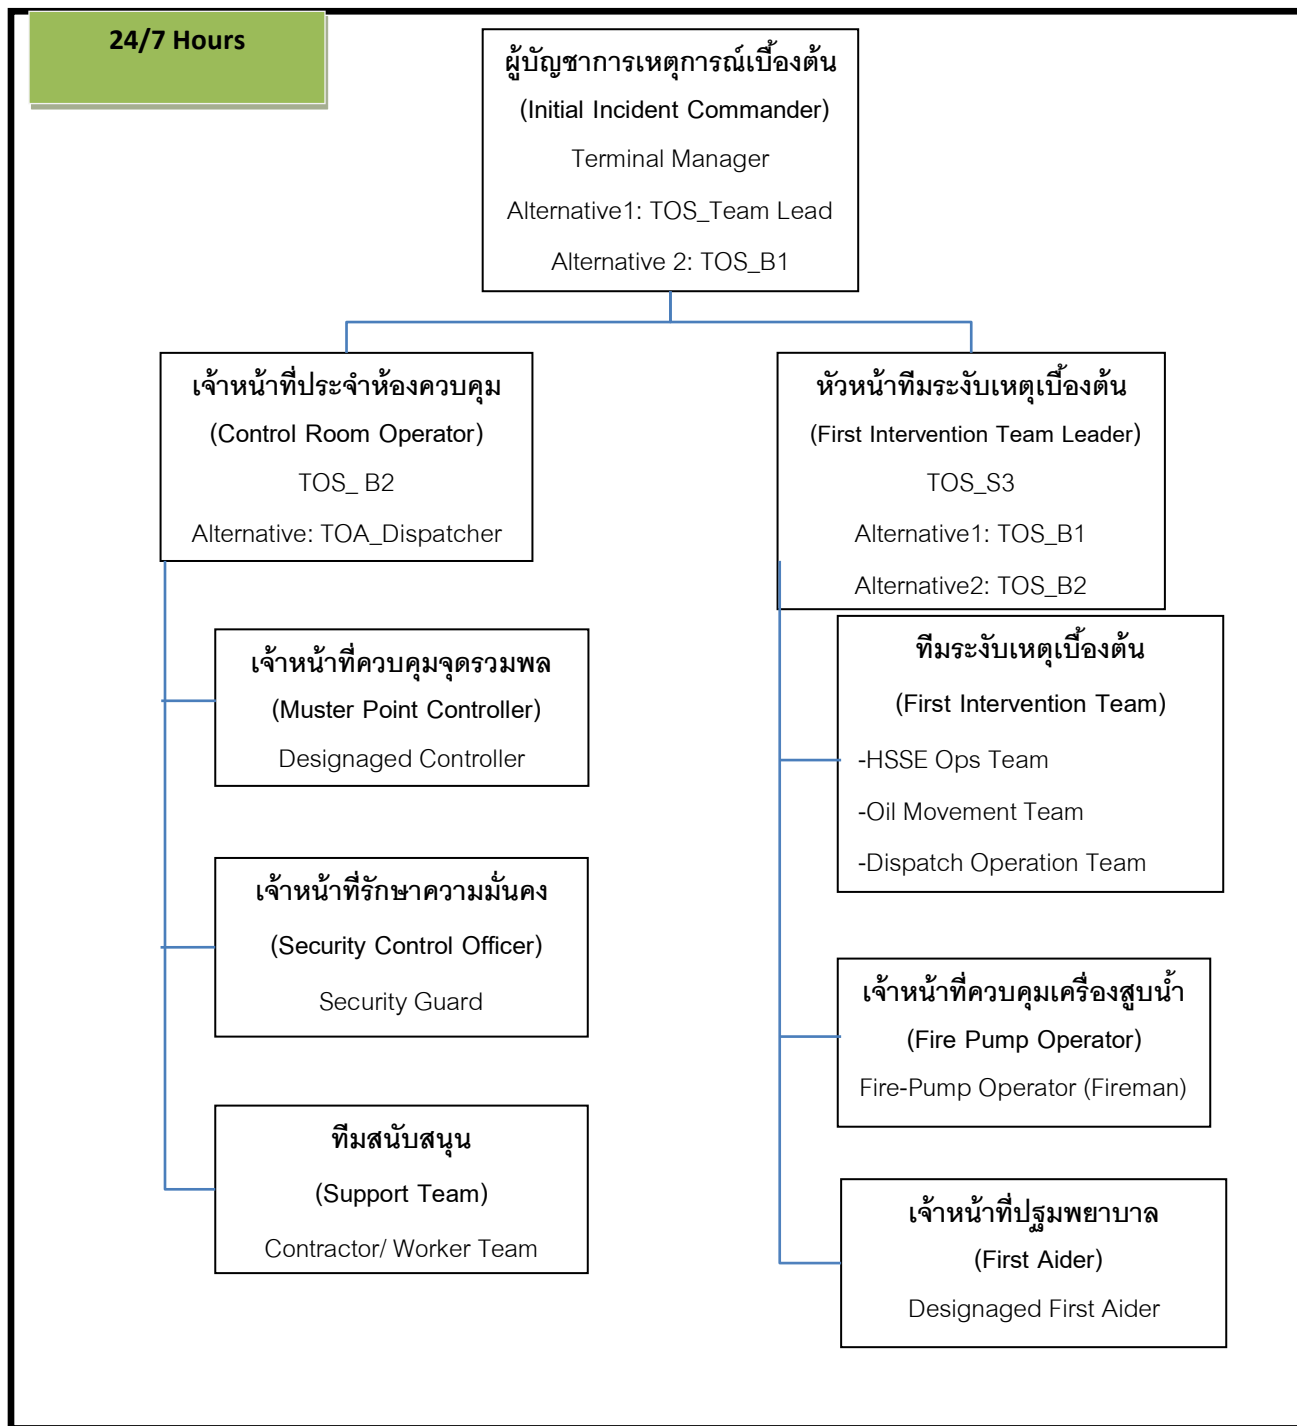 24/7 Hours
ผู้บัญชาการเหตุการณ์เบื้องต้น
(Initial Incident Commander)
Terminal Manager
Alternative1: TOS_Team Lead
Alternative 2: TOS_B1
เจ้าหน้าที่ประจำห้องควบคุม
(Control Room Operator)
TOS_ B2
Alternative: TOA_Dispatcher
หัวหน้าทีมระงับเหตุเบื้องต้น
(First Intervention Team Leader)
TOS_S3
Alternative1: TOS_B1
Alternative2: TOS_B2
เจ้าหน้าที่ควบคุมจุดรวมพล
(Muster Point Controller)
Designaged Controller
ทีมระงับเหตุเบื้องต้น
(First Intervention Team)
-HSSE Ops Team
-Oil Movement Team
-Dispatch Operation Team
เจ้าหน้าที่รักษาความมั่นคง
(Security Control Officer)
Security Guard
เจ้าหน้าที่ควบคุมเครื่องสูบน้ำ
(Fire Pump Operator)
Fire-Pump Operator (Fireman)
ทีมสนับสนุน
(Support Team)
Contractor/ Worker Team
เจ้าหน้าที่ปฐมพยาบาล
(First Aider)
Designaged First Aider